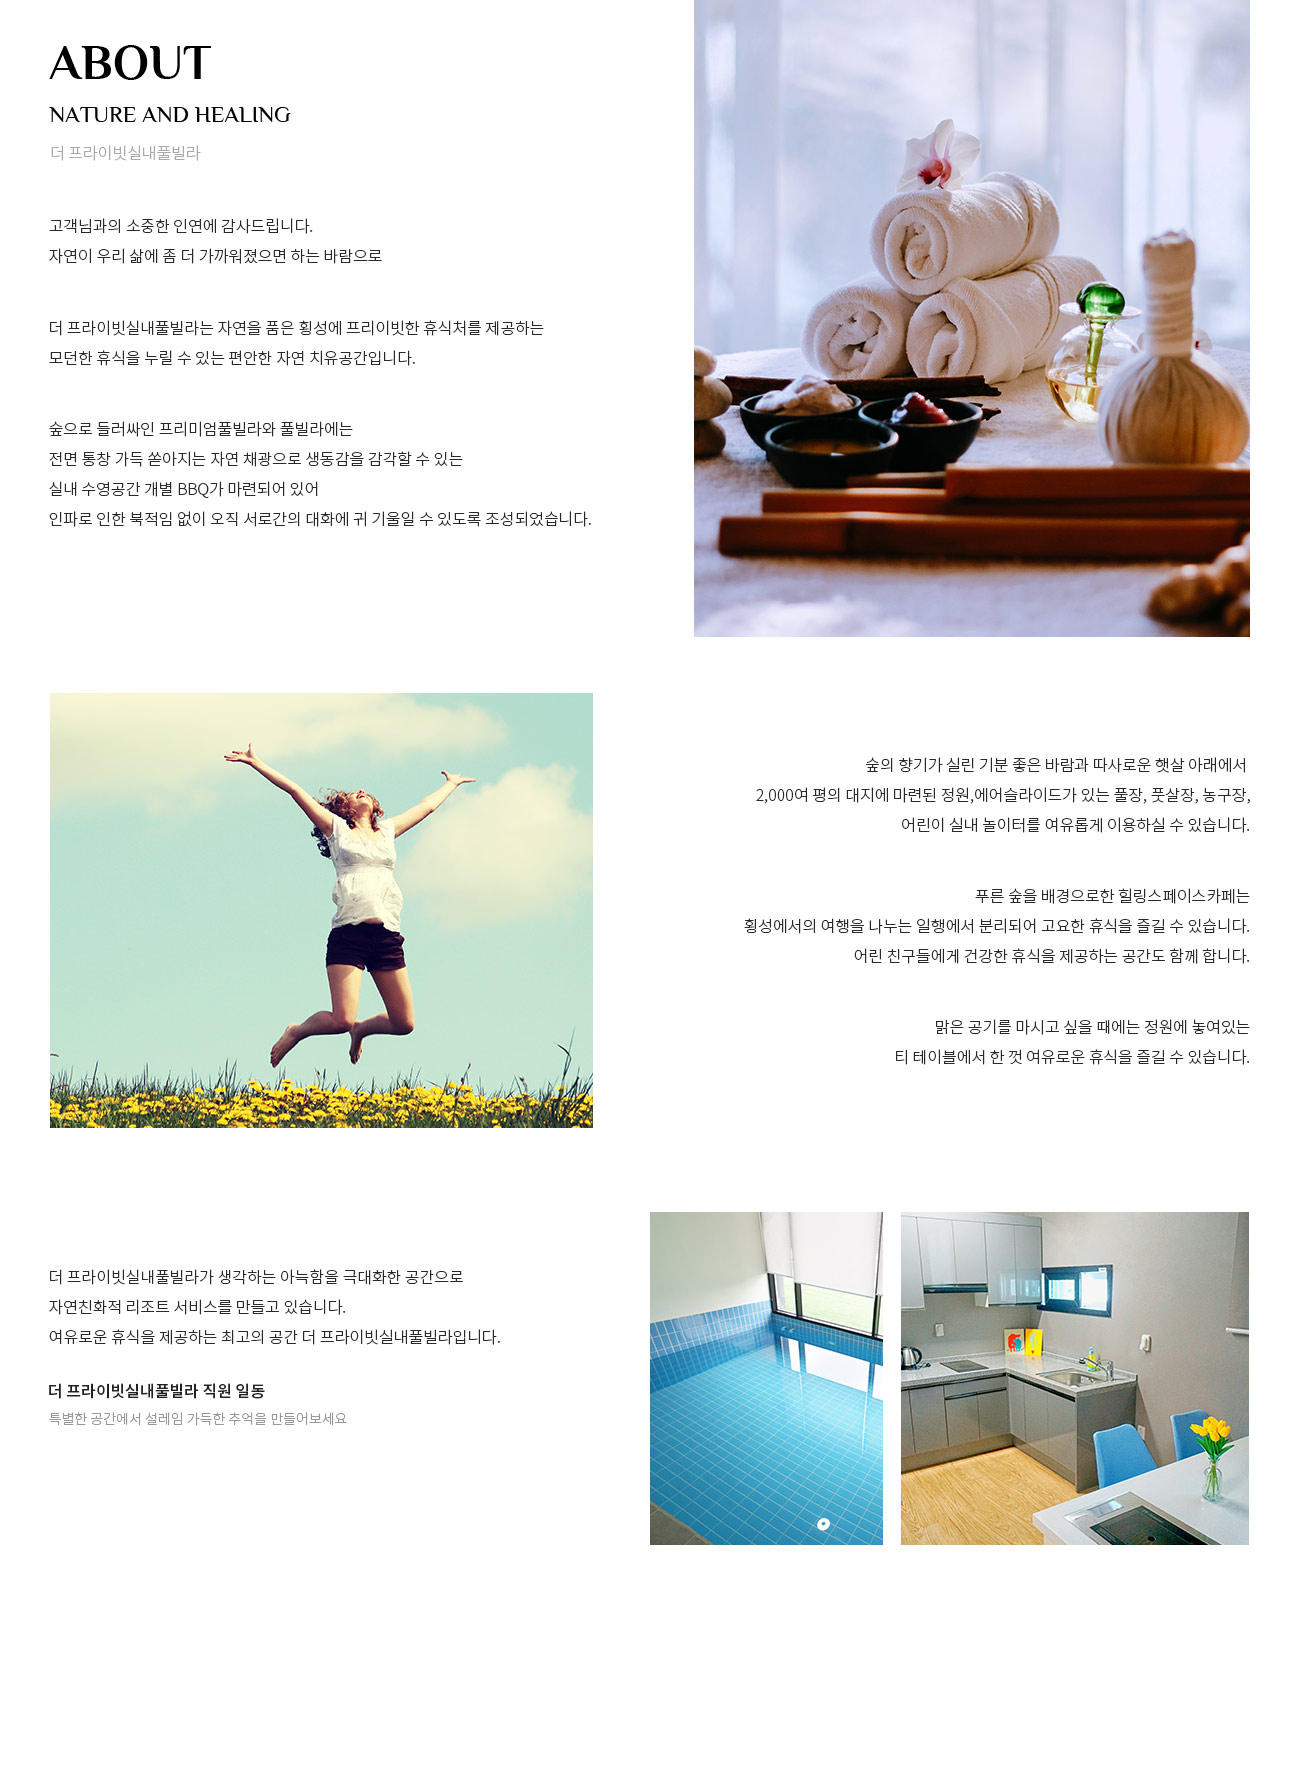 ABOUT
NATURE AND HEALING
더 프라이빗실내풀빌라
고객님과의 소중한 인연에 감사드립니다.
자연이 우리 삶에 좀 더 가까워졌으면 하는 바람으로
더 프라이빗실내풀빌라는 자연을 품은 횡성에 프리이빗한 휴식처를 제공하는
모던한 휴식을 누릴 수 있는 편안한 자연 치유공간입니다.
숲으로 들러싸인 프리미엄풀빌라와 풀빌라에는
전면 통창 가득 쏟아지는 자연 채광으로 생동감을 감각할 수 있는
실내 수영공간 개별 BBQ가 마련되어 있어
인파로 인한 북적임 없이 오직 서로간의 대화에 귀 기울일 수 있도록 조성되었습니다.
숲의 향기가 실린 기분 좋은 바람과 따사로운 햇살 아래에서
2,000여 평의 대지에 마련된 정원,에어슬라이드가 있는 풀장, 풋살장, 농구장,
어린이 실내 놀이터를 여유롭게 이용하실 수 있습니다.
푸른 숲을 배경으로한 힐링스페이스카페는
횡성에서의 여행을 나누는 일행에서 분리되어 고요한 휴식을 즐길 수 있습니다.
어린 친구들에게 건강한 휴식을 제공하는 공간도 함께 합니다.
맑은 공기를 마시고 싶을 때에는 정원에 놓여있는
티 테이블에서 한 껏 여유로운 휴식을 즐길 수 있습니다.
더 프라이빗실내풀빌라가 생각하는 아늑함을 극대화한 공간으로
자연친화적 리조트 서비스를 만들고 있습니다.
여유로운 휴식을 제공하는 최고의 공간 더 프라이빗실내풀빌라입니다.
더 프라이빗실내풀빌라 직원 일동
특별한 공간에서 설레임 가득한 추억을 만들어보세요